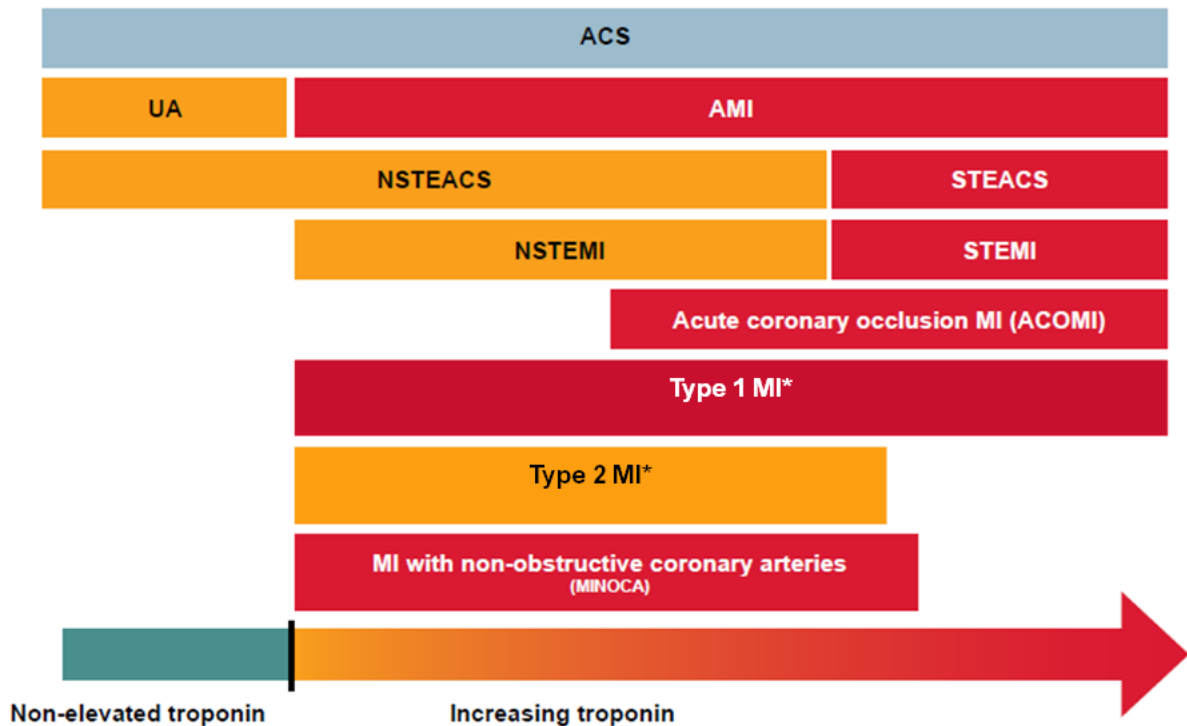 ACS
UA
AMI
NSTEACS
STEACS
NSTEMI
STEMI
Acute coronary occlusion MI (ACOMI)
Type 1 MI*
Type 2 MI*
MI with non-obstructive coronary arteries
(MINOCA)
Non-elevated troponin
Increasing troponin